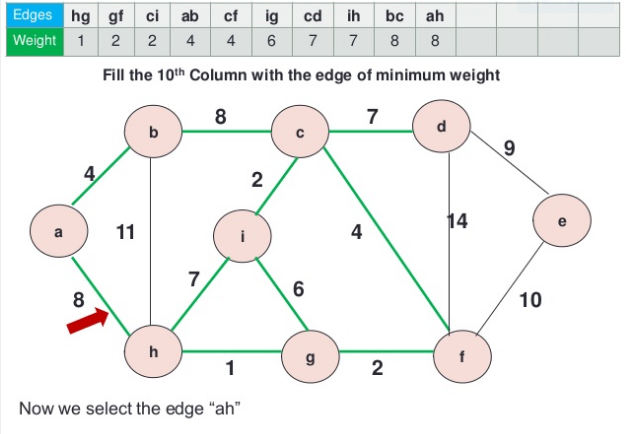 Edges hg gf ci ab cf ig cd ih bc ah
Weight 1 2 2 4 4 6 7 7 8 8
Fill the 10th Column with the edge of minimum weight
8 7
b c d
4 2 9
a 11 i 4 14 e
8 7 6 10
h g f
1 2
Now we select the edge “ah”